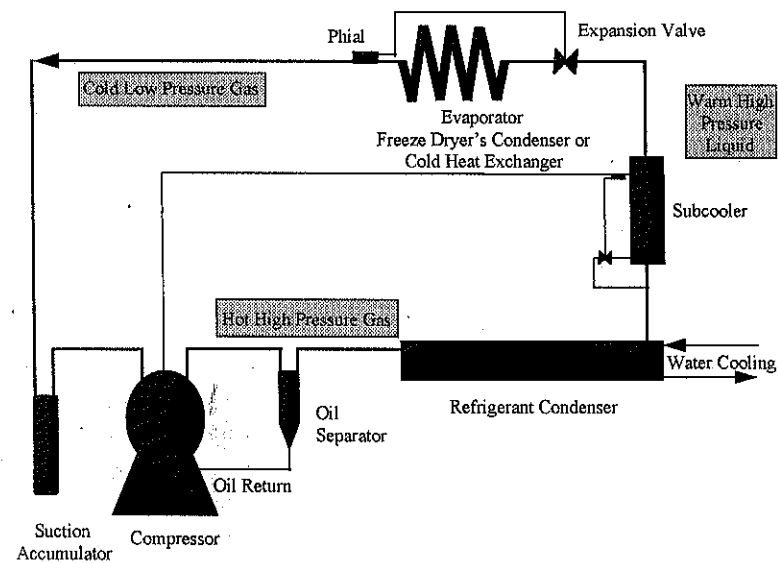 Phial
Expansion Valve
Cold Low Pressure Gas
Evaporator
Freeze Dryer's Condenser or
Cold Heat Exchanger
Warm High
Pressure
Liquid
Subcooler
Hot High Pressure Gas
Water Cooling
Refrigerant Condenser
Oil
Separator
Oil Return
Suction
Accumulator
Compressor